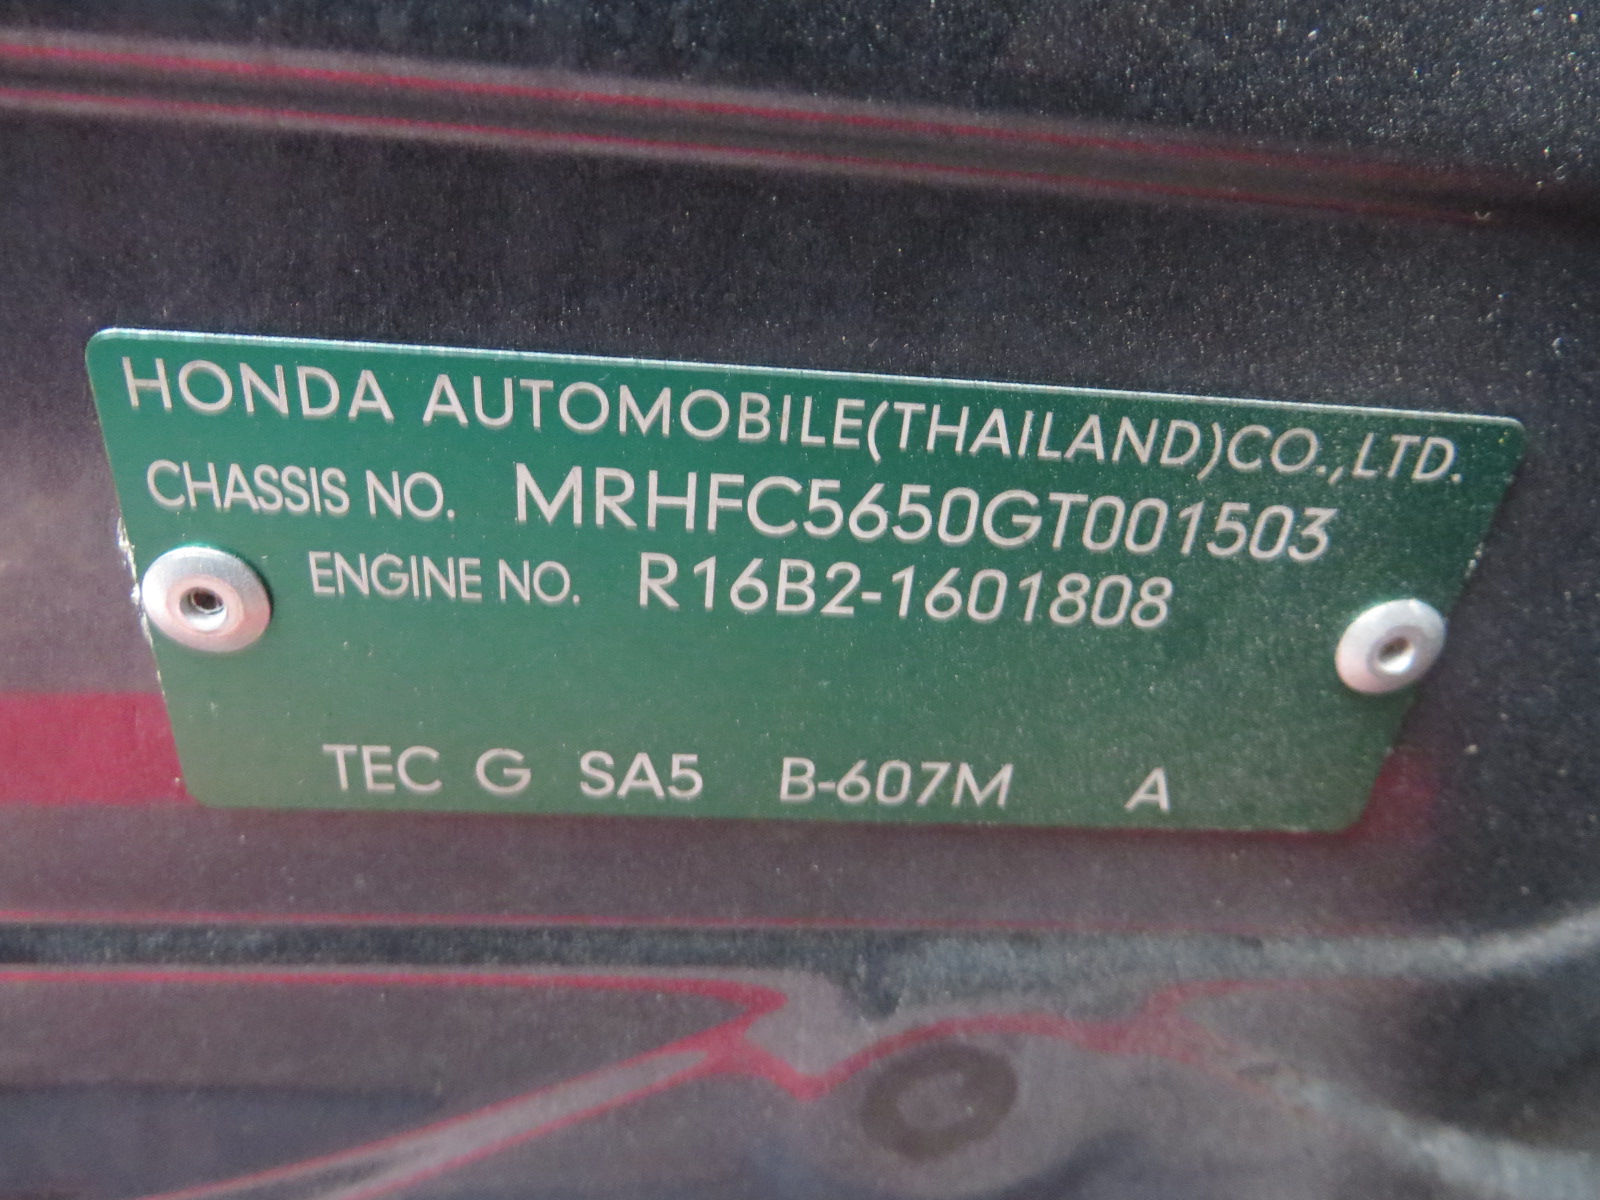 HONDA AUTOMOBILE(THAILAND)CO.,LTD.
CHASSIS NO. MRHFC5650GT001503
ENGINE NO. R16B2-1601808
TEC G SA5 B-607M A